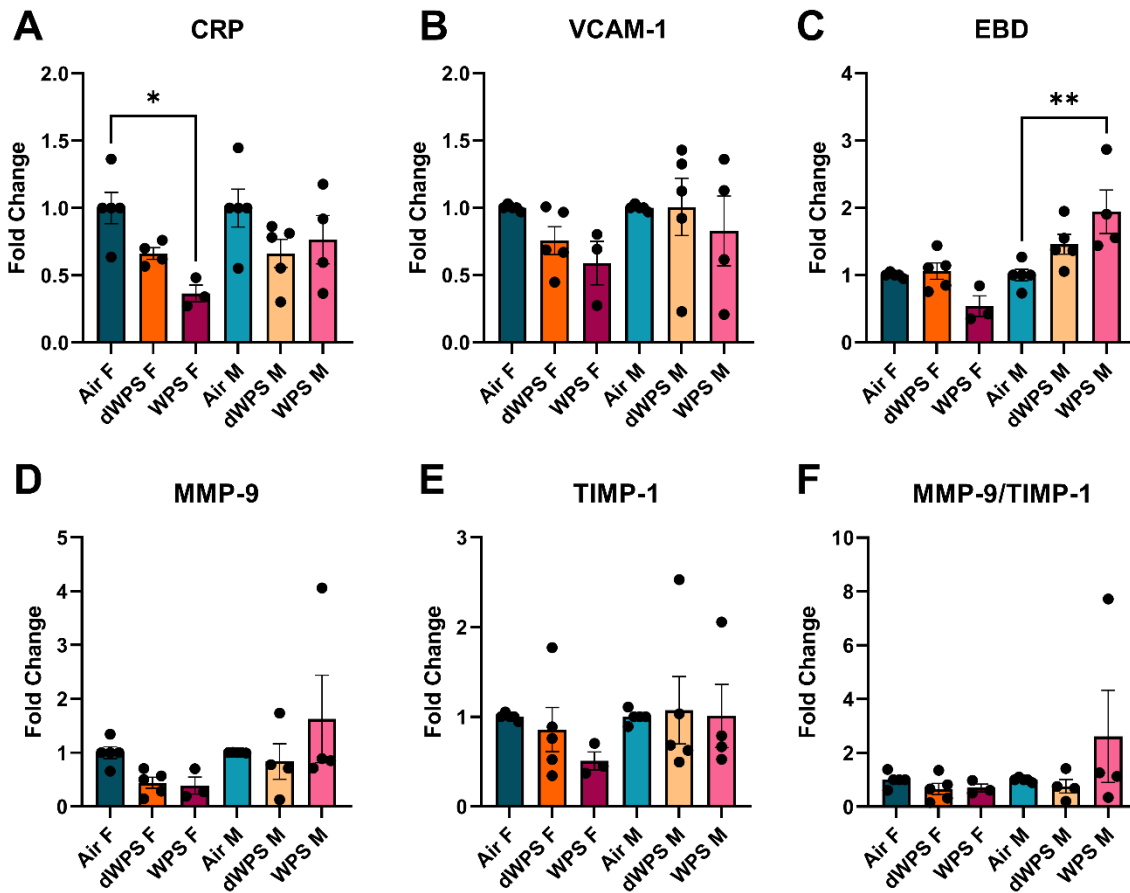 A CRP
Fold Change
2.0
1.5
1.0
0.5
0.0
*
Air F
dWPS F
WPS F
Air M
dWPS M
WPS M
B VCAM-1
Fold Change
2.0
1.5
1.0
0.5
0.0
Air F
dWPS F
WPS F
Air M
dWPS M
WPS M
C EBD
Fold Change
4
3
2
1
0
**
Air F
dWPS F
WPS F
Air M
dWPS M
WPS M
D MMP-9
Fold Change
5
4
3
2
1
0
Air F
dWPS F
WPS F
Air M
dWPS M
WPS M
E TIMP-1
Fold Change
3
2
1
0
Air F
dWPS F
WPS F
Air M
dWPS M
WPS M
F MMP-9/TIMP-1
Fold Change
10
8
6
4
2
0
Air F
dWPS F
WPS F
Air M
dWPS M
WPS M